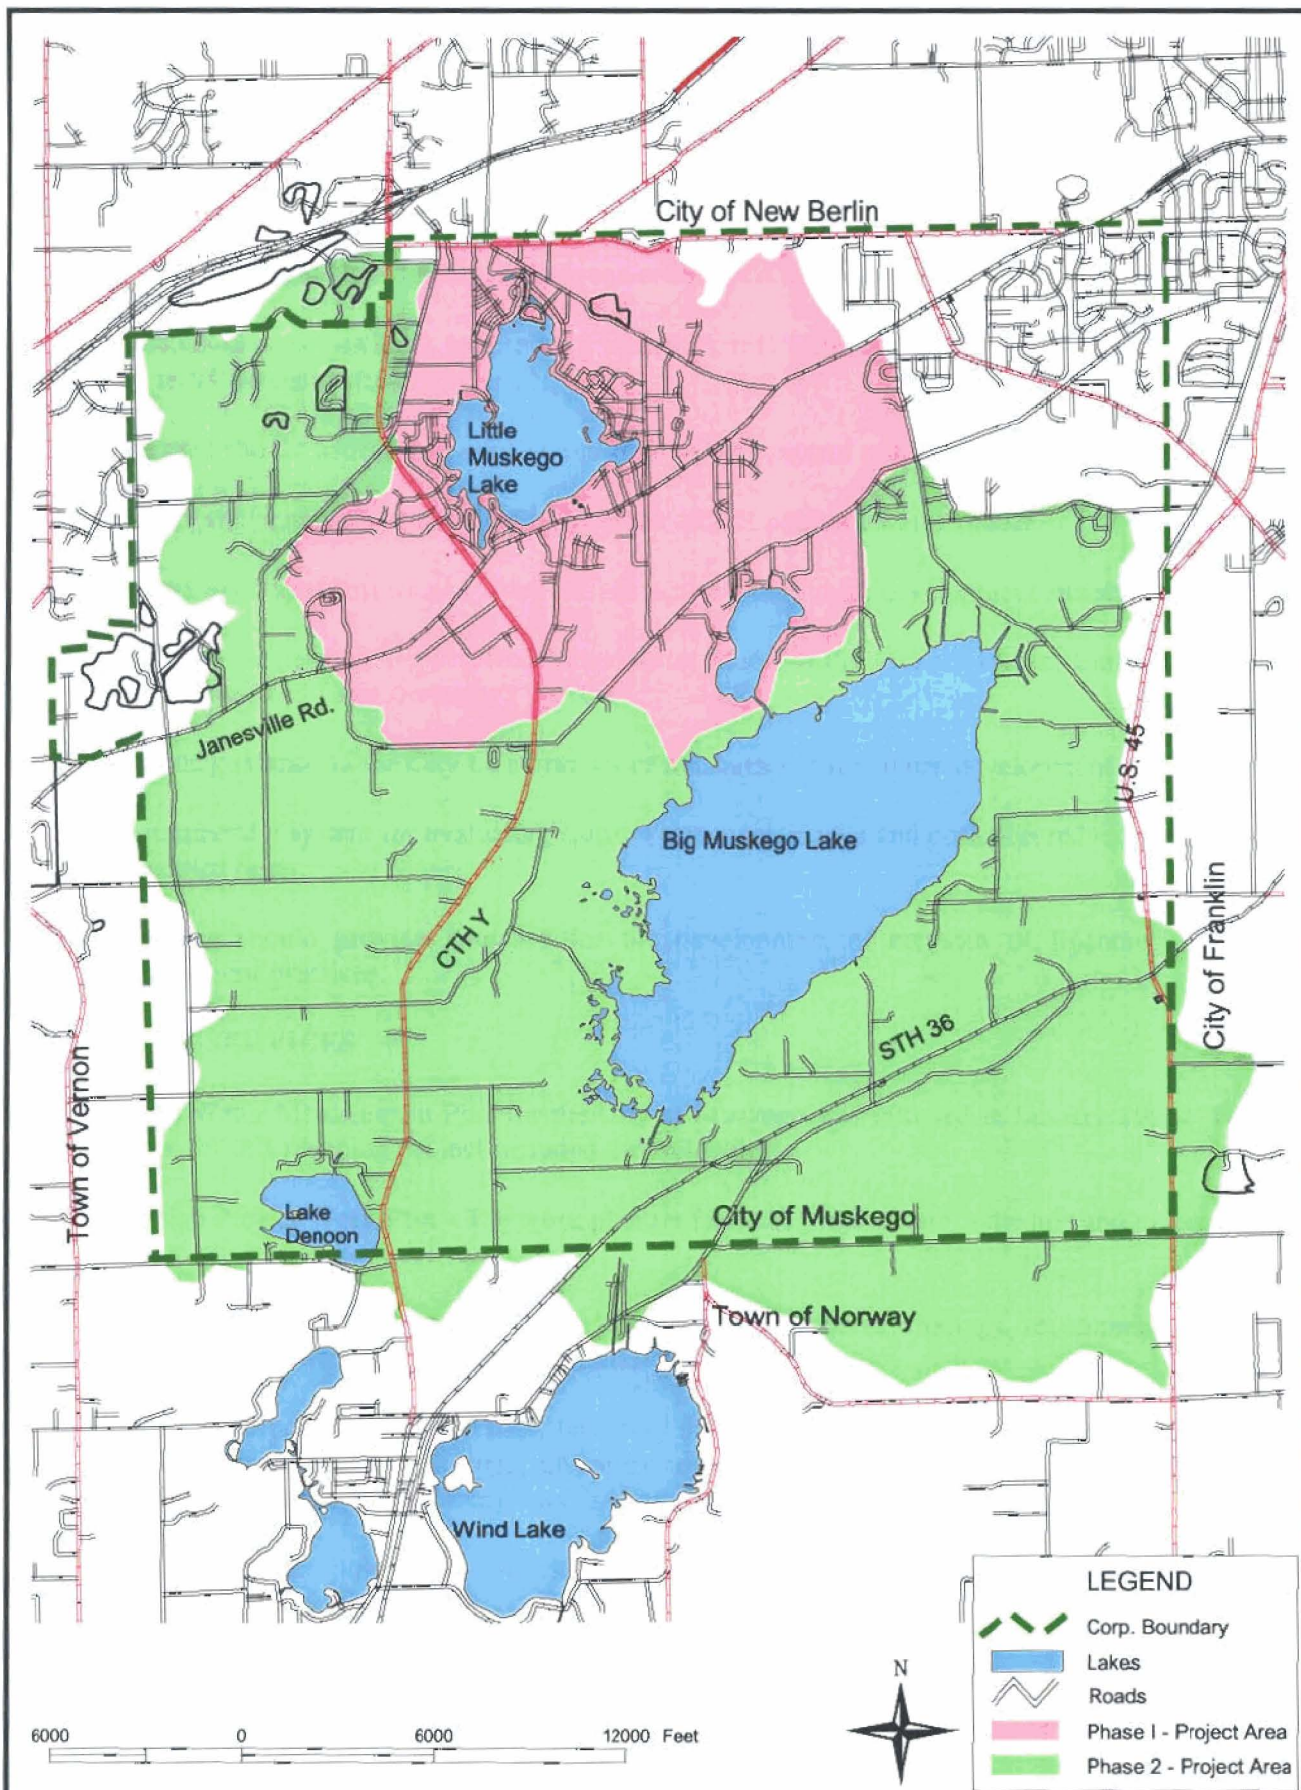 City of New Berlin
Little
Muskego
Lake
Janesville Rd.
U.S. 45
Big Muskego Lake
CTH Y
City of Franklin
STH 36
Town of Vernon
Lake
Denoon
City of Muskego
Town of Norway
Wind Lake
LEGEND
Corp. Boundary
Lakes
Roads
Phase I - Project Area
Phase 2 - Project Area
N
6000 0 6000 12000 Feet